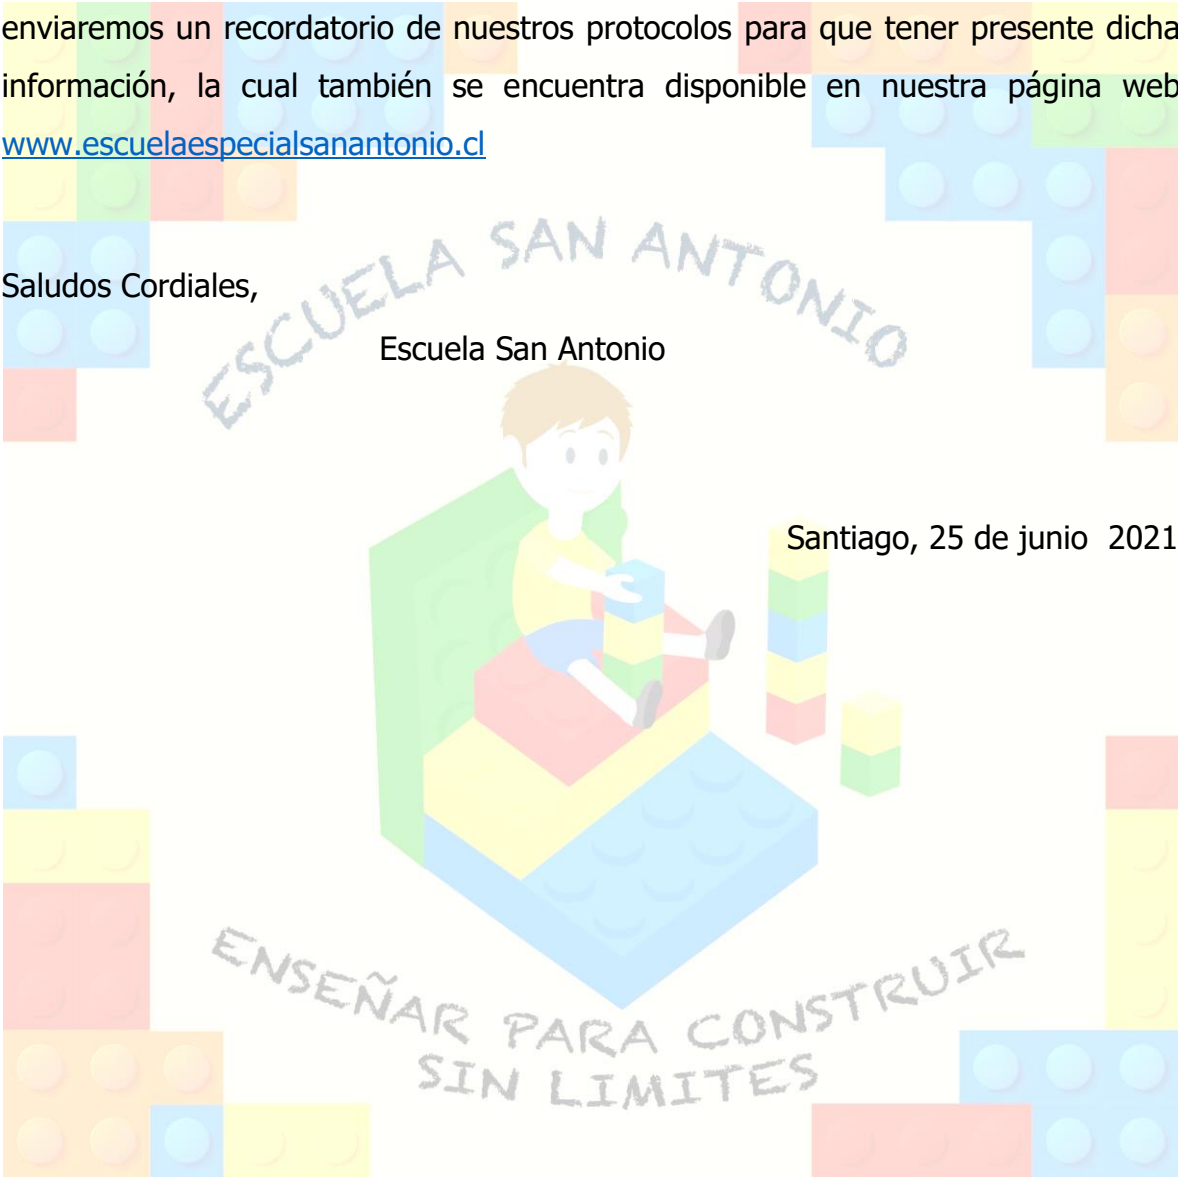 enviaremos un recordatorio de nuestros protocolos para que tener presente dicha
información, la cual también se encuentra disponible en nuestra página web
www.escuelaespecialsanantonio.cl
ESCUELA SAN ANTONIO
Saludos Cordiales,
Escuela San Antonio
Santiago, 25 de junio 2021
ENSEÑAR PARA CONSTRUIR
SIN LIMITES